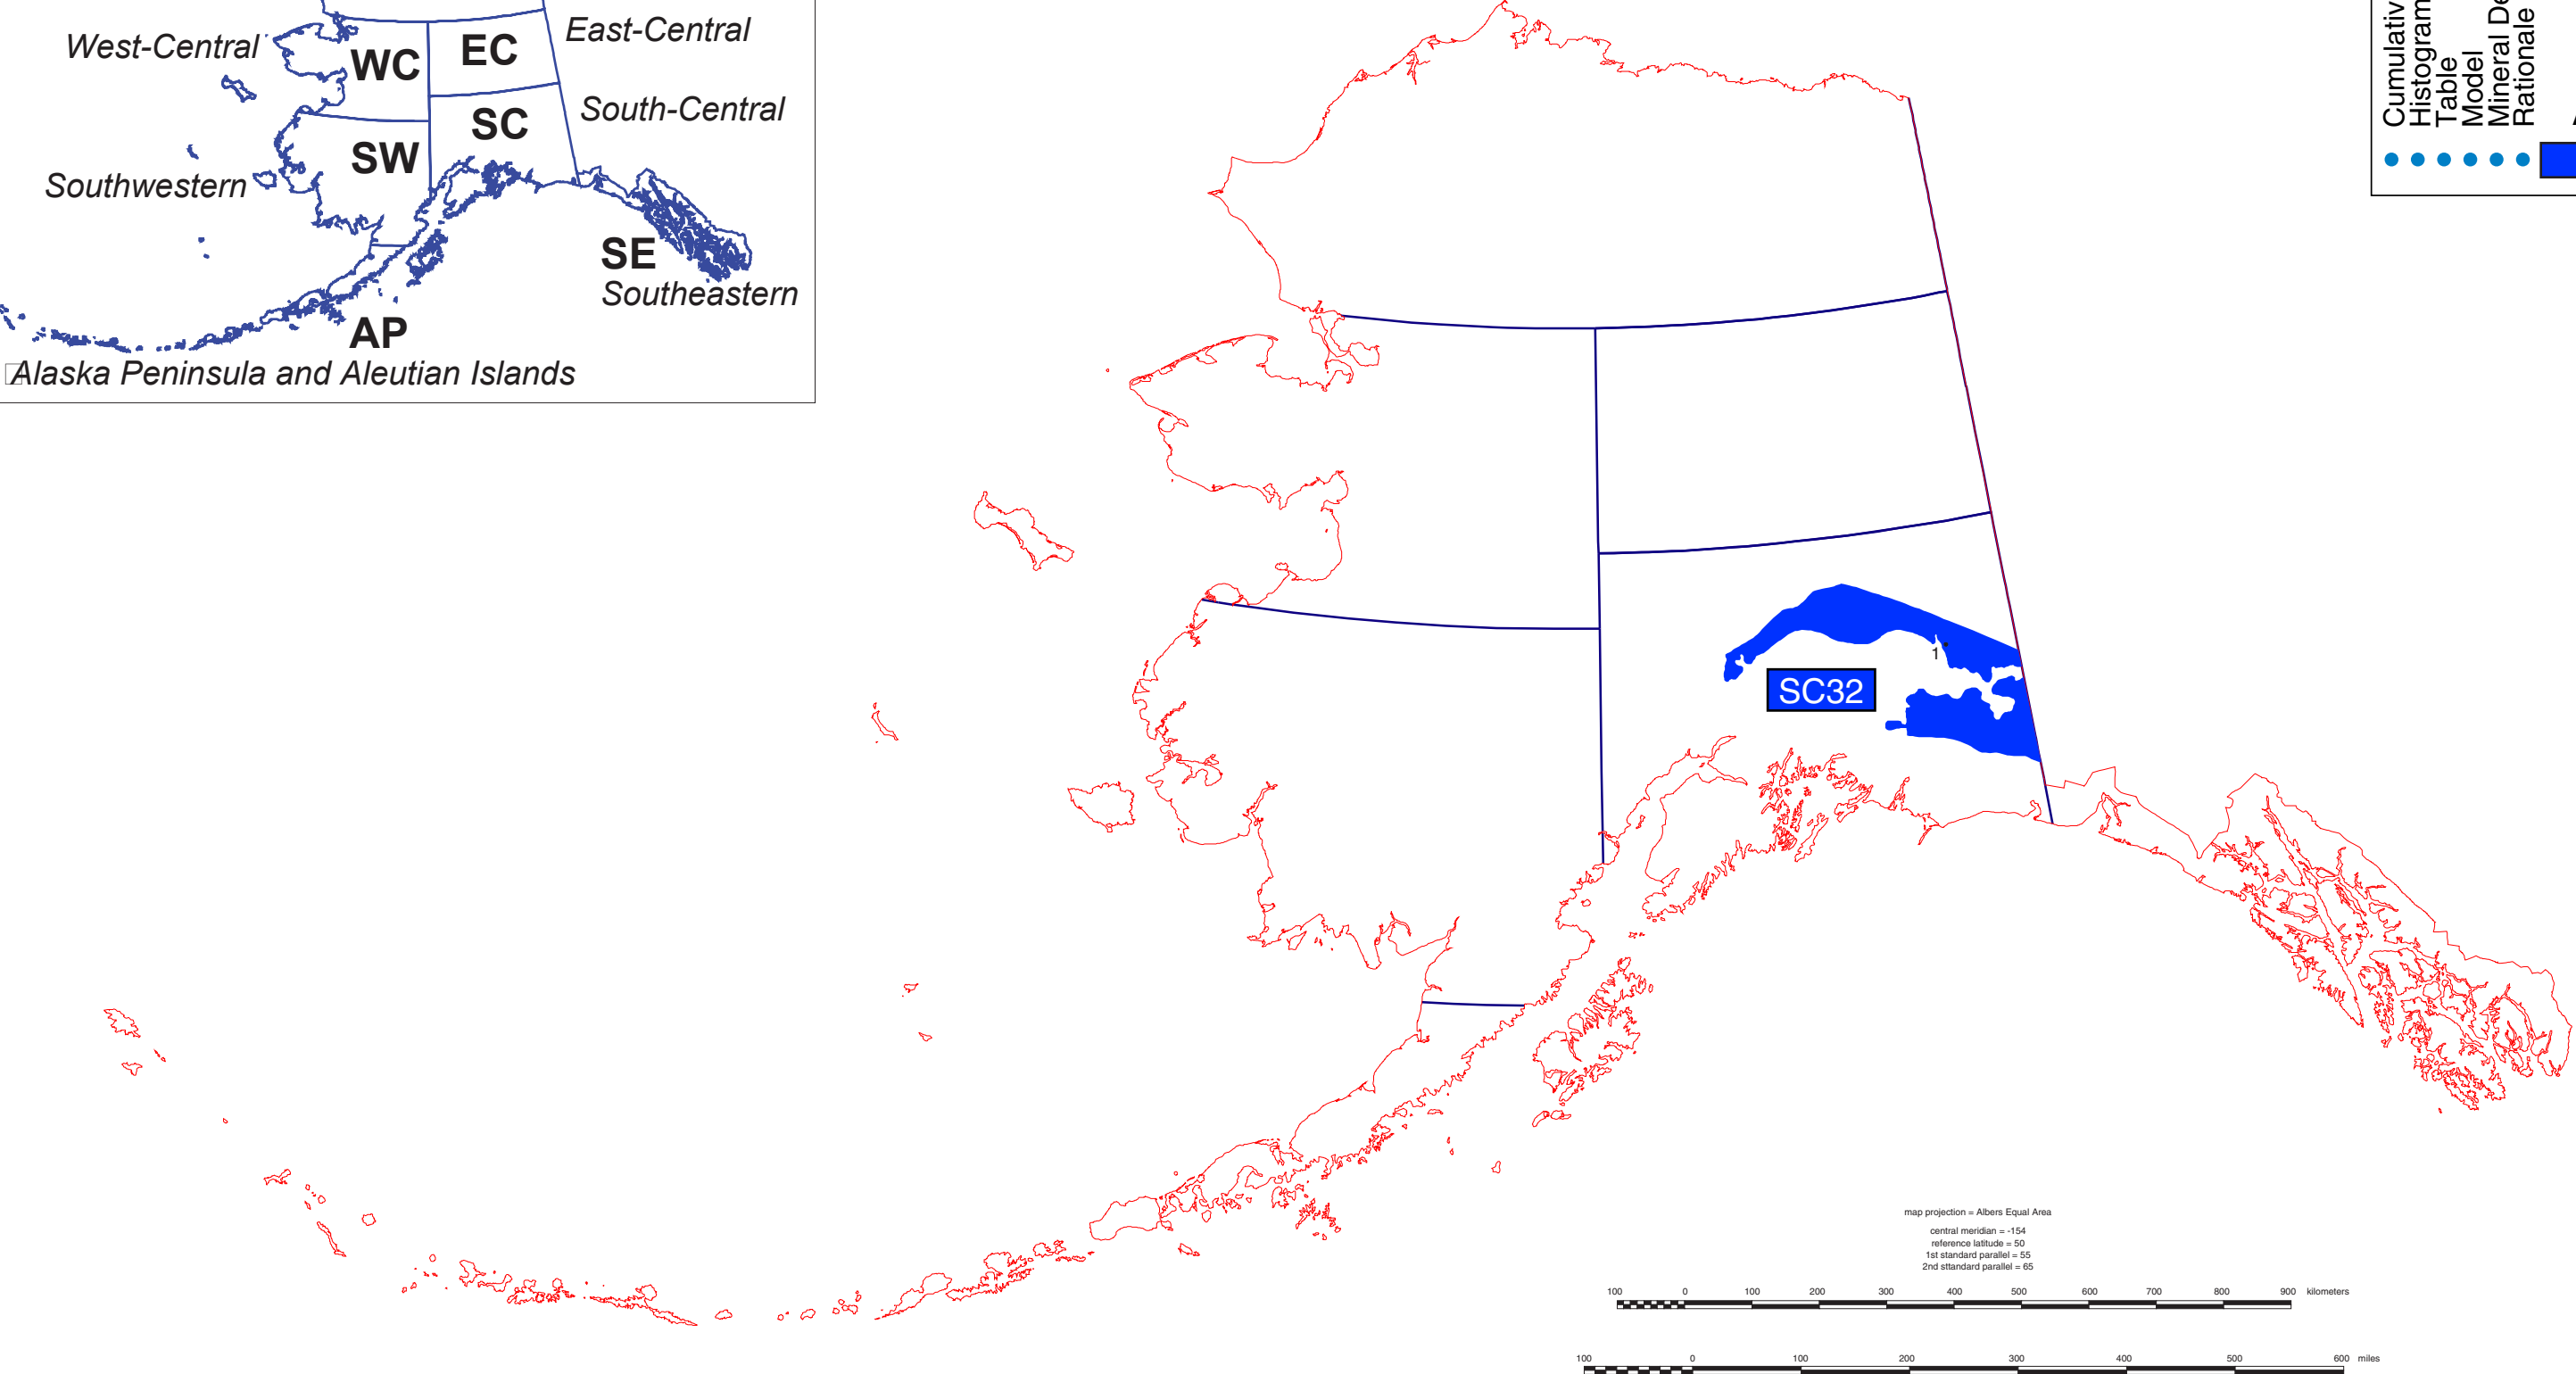 West-Central
WC
EC
East-Central
South-Central
SC
SW
Southwestern
SE
Southeastern
AP
Alaska Peninsula and Aleutian Islands
Histogram
Table
Model
Mineral
Rationale
1
SC32
map projection = Albers Equal Area
central meridian = -154
reference latitude = 50
1st standard parallel = 55
2nd sttandard parallel = 65
100 0 100 200 300 400 500 600 700 800 900 kilometers
100 0 100 200 300 400 500 600 miles